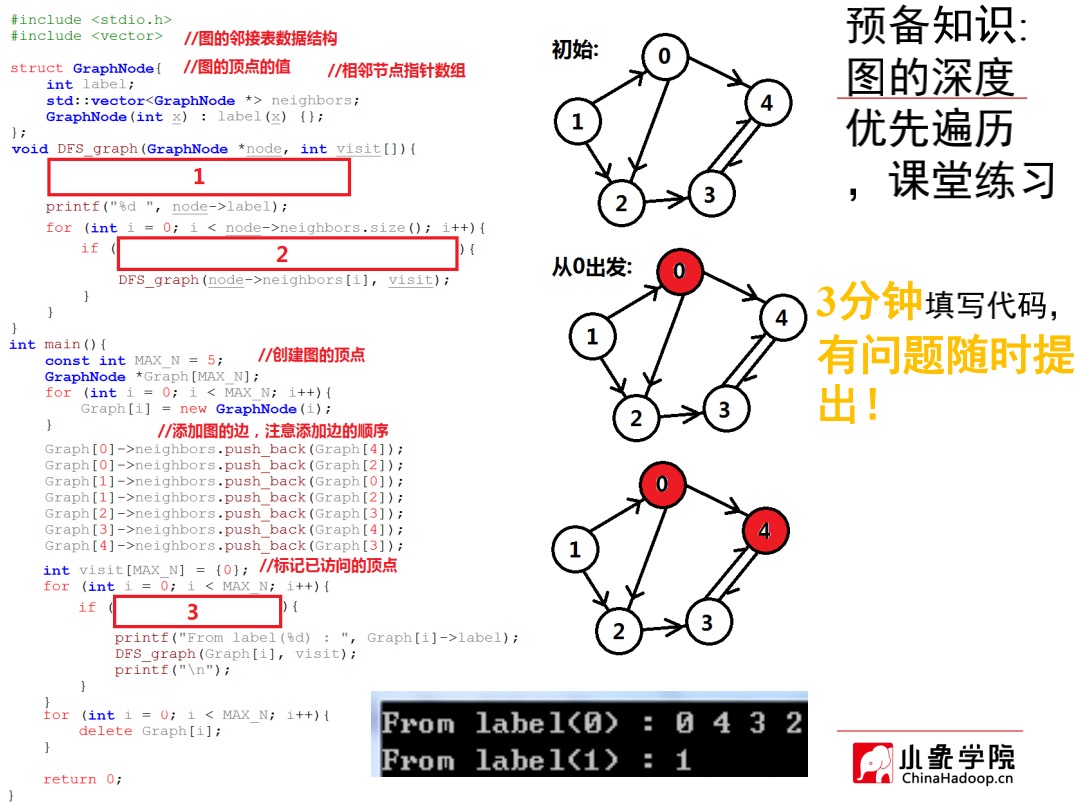 #include <stdio.h>
#include <vector> //图的邻接表数据结构
struct GraphNode{ //图的顶点的值 //相邻节点指针数组
int label;
std::vector<GraphNode *> neighbors;
GraphNode(int x) : label(x) {};
};
void DFS_graph(GraphNode *node, int visit[]){
1
printf("%d ", node->label);
for (int i = 0; i < node->neighbors.size(); i++){
if ( 2 ){
DFS_graph(node->neighbors[i], visit);
}
}
}
int main(){
const int MAX_N = 5; //创建图的顶点
GraphNode *Graph[MAX_N];
for (int i = 0; i < MAX_N; i++){
Graph[i] = new GraphNode(i);
}
//添加图的边，注意添加边的顺序
Graph[0]->neighbors.push_back(Graph[4]);
Graph[0]->neighbors.push_back(Graph[2]);
Graph[1]->neighbors.push_back(Graph[0]);
Graph[1]->neighbors.push_back(Graph[2]);
Graph[2]->neighbors.push_back(Graph[3]);
Graph[3]->neighbors.push_back(Graph[4]);
Graph[4]->neighbors.push_back(Graph[3]);
int visit[MAX_N] = {0}; //标记已访问的顶点
for (int i = 0; i < MAX_N; i++){
if ( 3 ){
printf("From label(%d) : ", Graph[i]->label);
DFS_graph(Graph[i], visit);
printf("\n");
}
}
for (int i = 0; i < MAX_N; i++){
delete Graph[i];
}
return 0;
}
初始:
0
4
1
2
3
从0出发:
0
4
1
2
3
0
4
1
2
3
From label(0) : 0 4 3 2
From label(1) : 1
预备知识:
图的深度
优先遍历
，课堂练习
3分钟填写代码，
有问题随时提
出！
小象学院
ChinaHadoop.cn